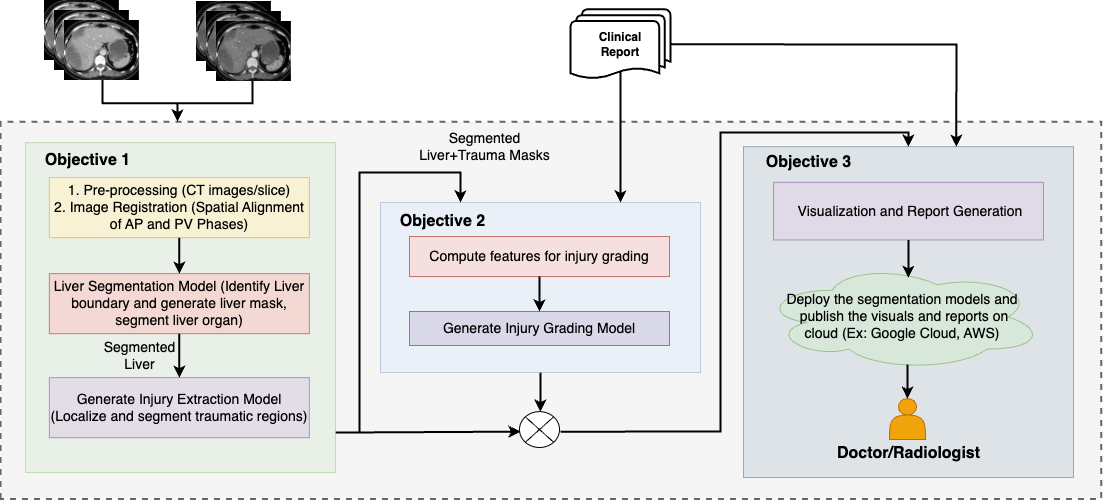 Clinical
Report
Segmented
Liver+Trauma Masks
Objective 1
1. Pre-processing (CT images/slice)
2. Image Registration (Spatial Alignment
of AP and PV Phases)
Liver Segmentation Model (Identify Liver
boundary and generate liver mask,
segment liver organ)
Segmented
Liver
Generate Injury Extraction Model
(Localize and segment traumatic regions)
Objective 2
Compute features for injury grading
Generate Injury Grading Model
Objective 3
Visualization and Report Generation
Deploy the segmentation models and
publish the visuals and reports on
cloud (Ex: Google Cloud, AWS)
Doctor/Radiologist